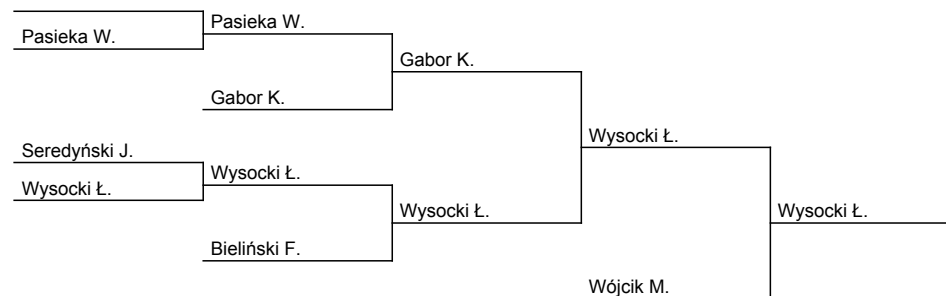 Pasieka W.
Pasieka W.
Gabor K.
Gabor K.
Seredyński J.
Wysocki Ł.
Wysocki Ł.
Wysocki Ł.
Wysocki Ł.
Wysocki Ł.
Bieliński F.
Wójcik M.